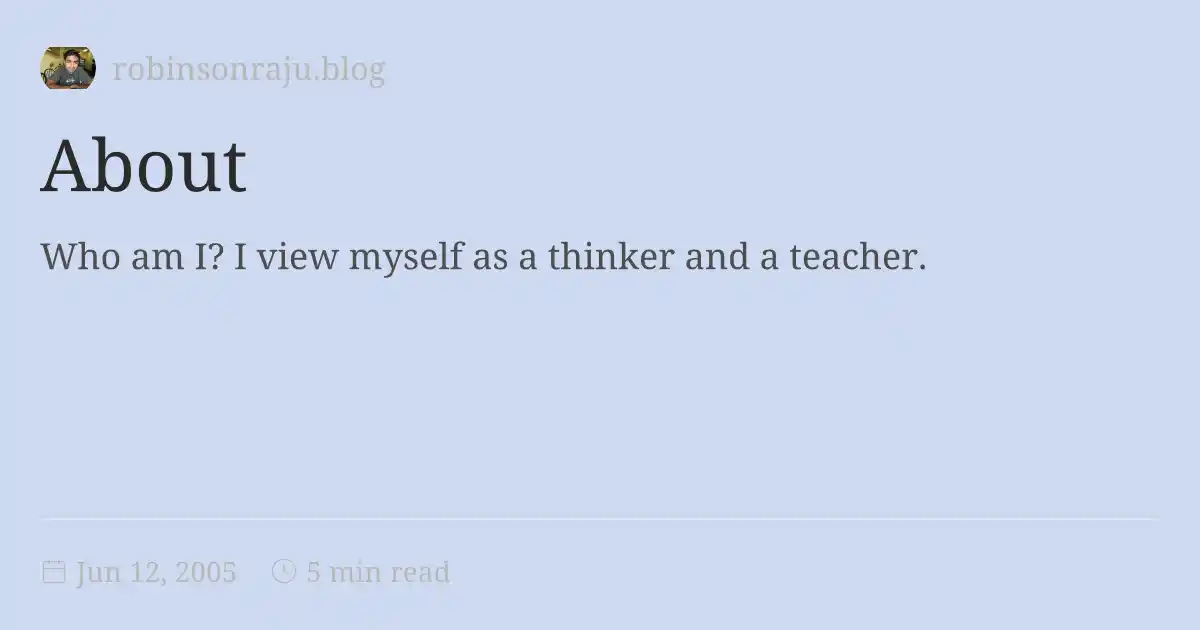 robinsonraju.blog
About
Who am I? I view myself as a thinker and a teacher.
Jun 12, 2005 5 min read